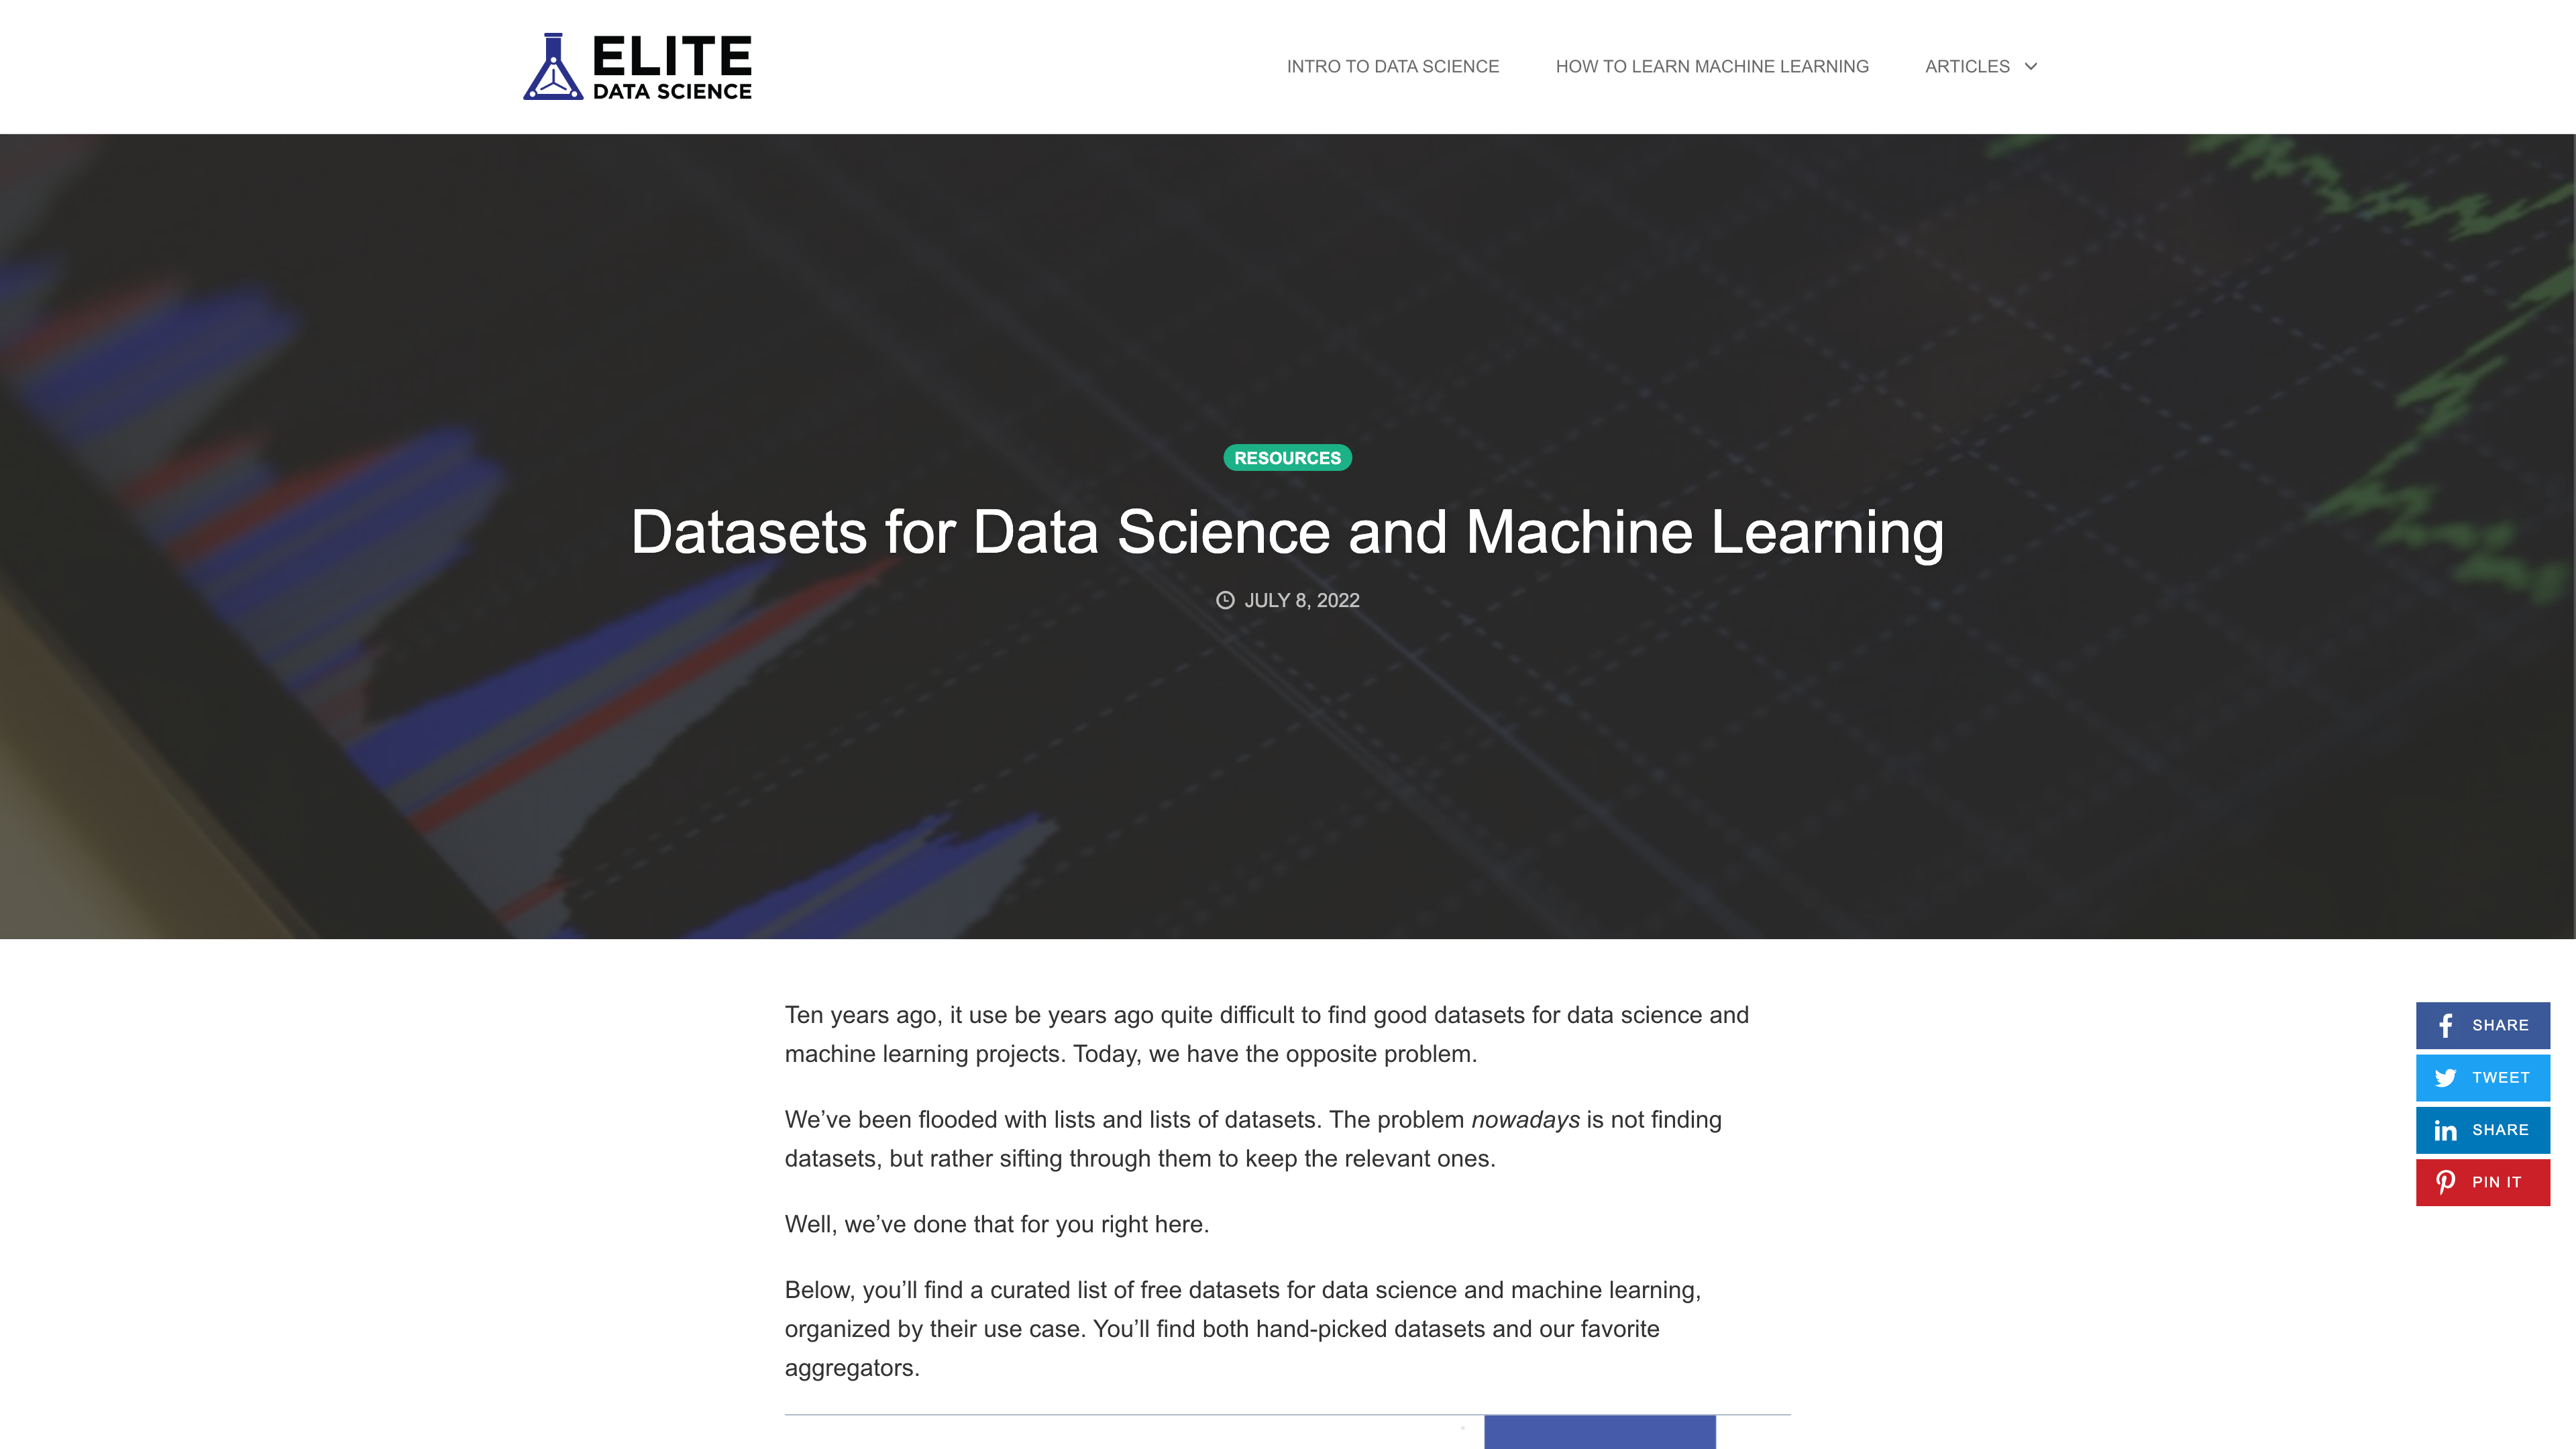 ELITE
DATA SCIENCE
INTRO TO DATA SCIENCE
HOW TO LEARN MACHINE LEARNING
ARTICLES
RESOURCES
Datasets for Data Science and Machine Learning
JULY 8, 2022
Ten years ago, it use be years ago quite difficult to find good datasets for data science and
machine learning projects. Today, we have the opposite problem.
We’ve been flooded with lists and lists of datasets. The problem nowadays is not finding
datasets, but rather sifting through them to keep the relevant ones.
Well, we’ve done that for you right here.
Below, you’ll find a curated list of free datasets for data science and machine learning,
organized by their use case. You’ll find both hand-picked datasets and our favorite
aggregators.
SHARE
TWEET
SHARE
PIN IT